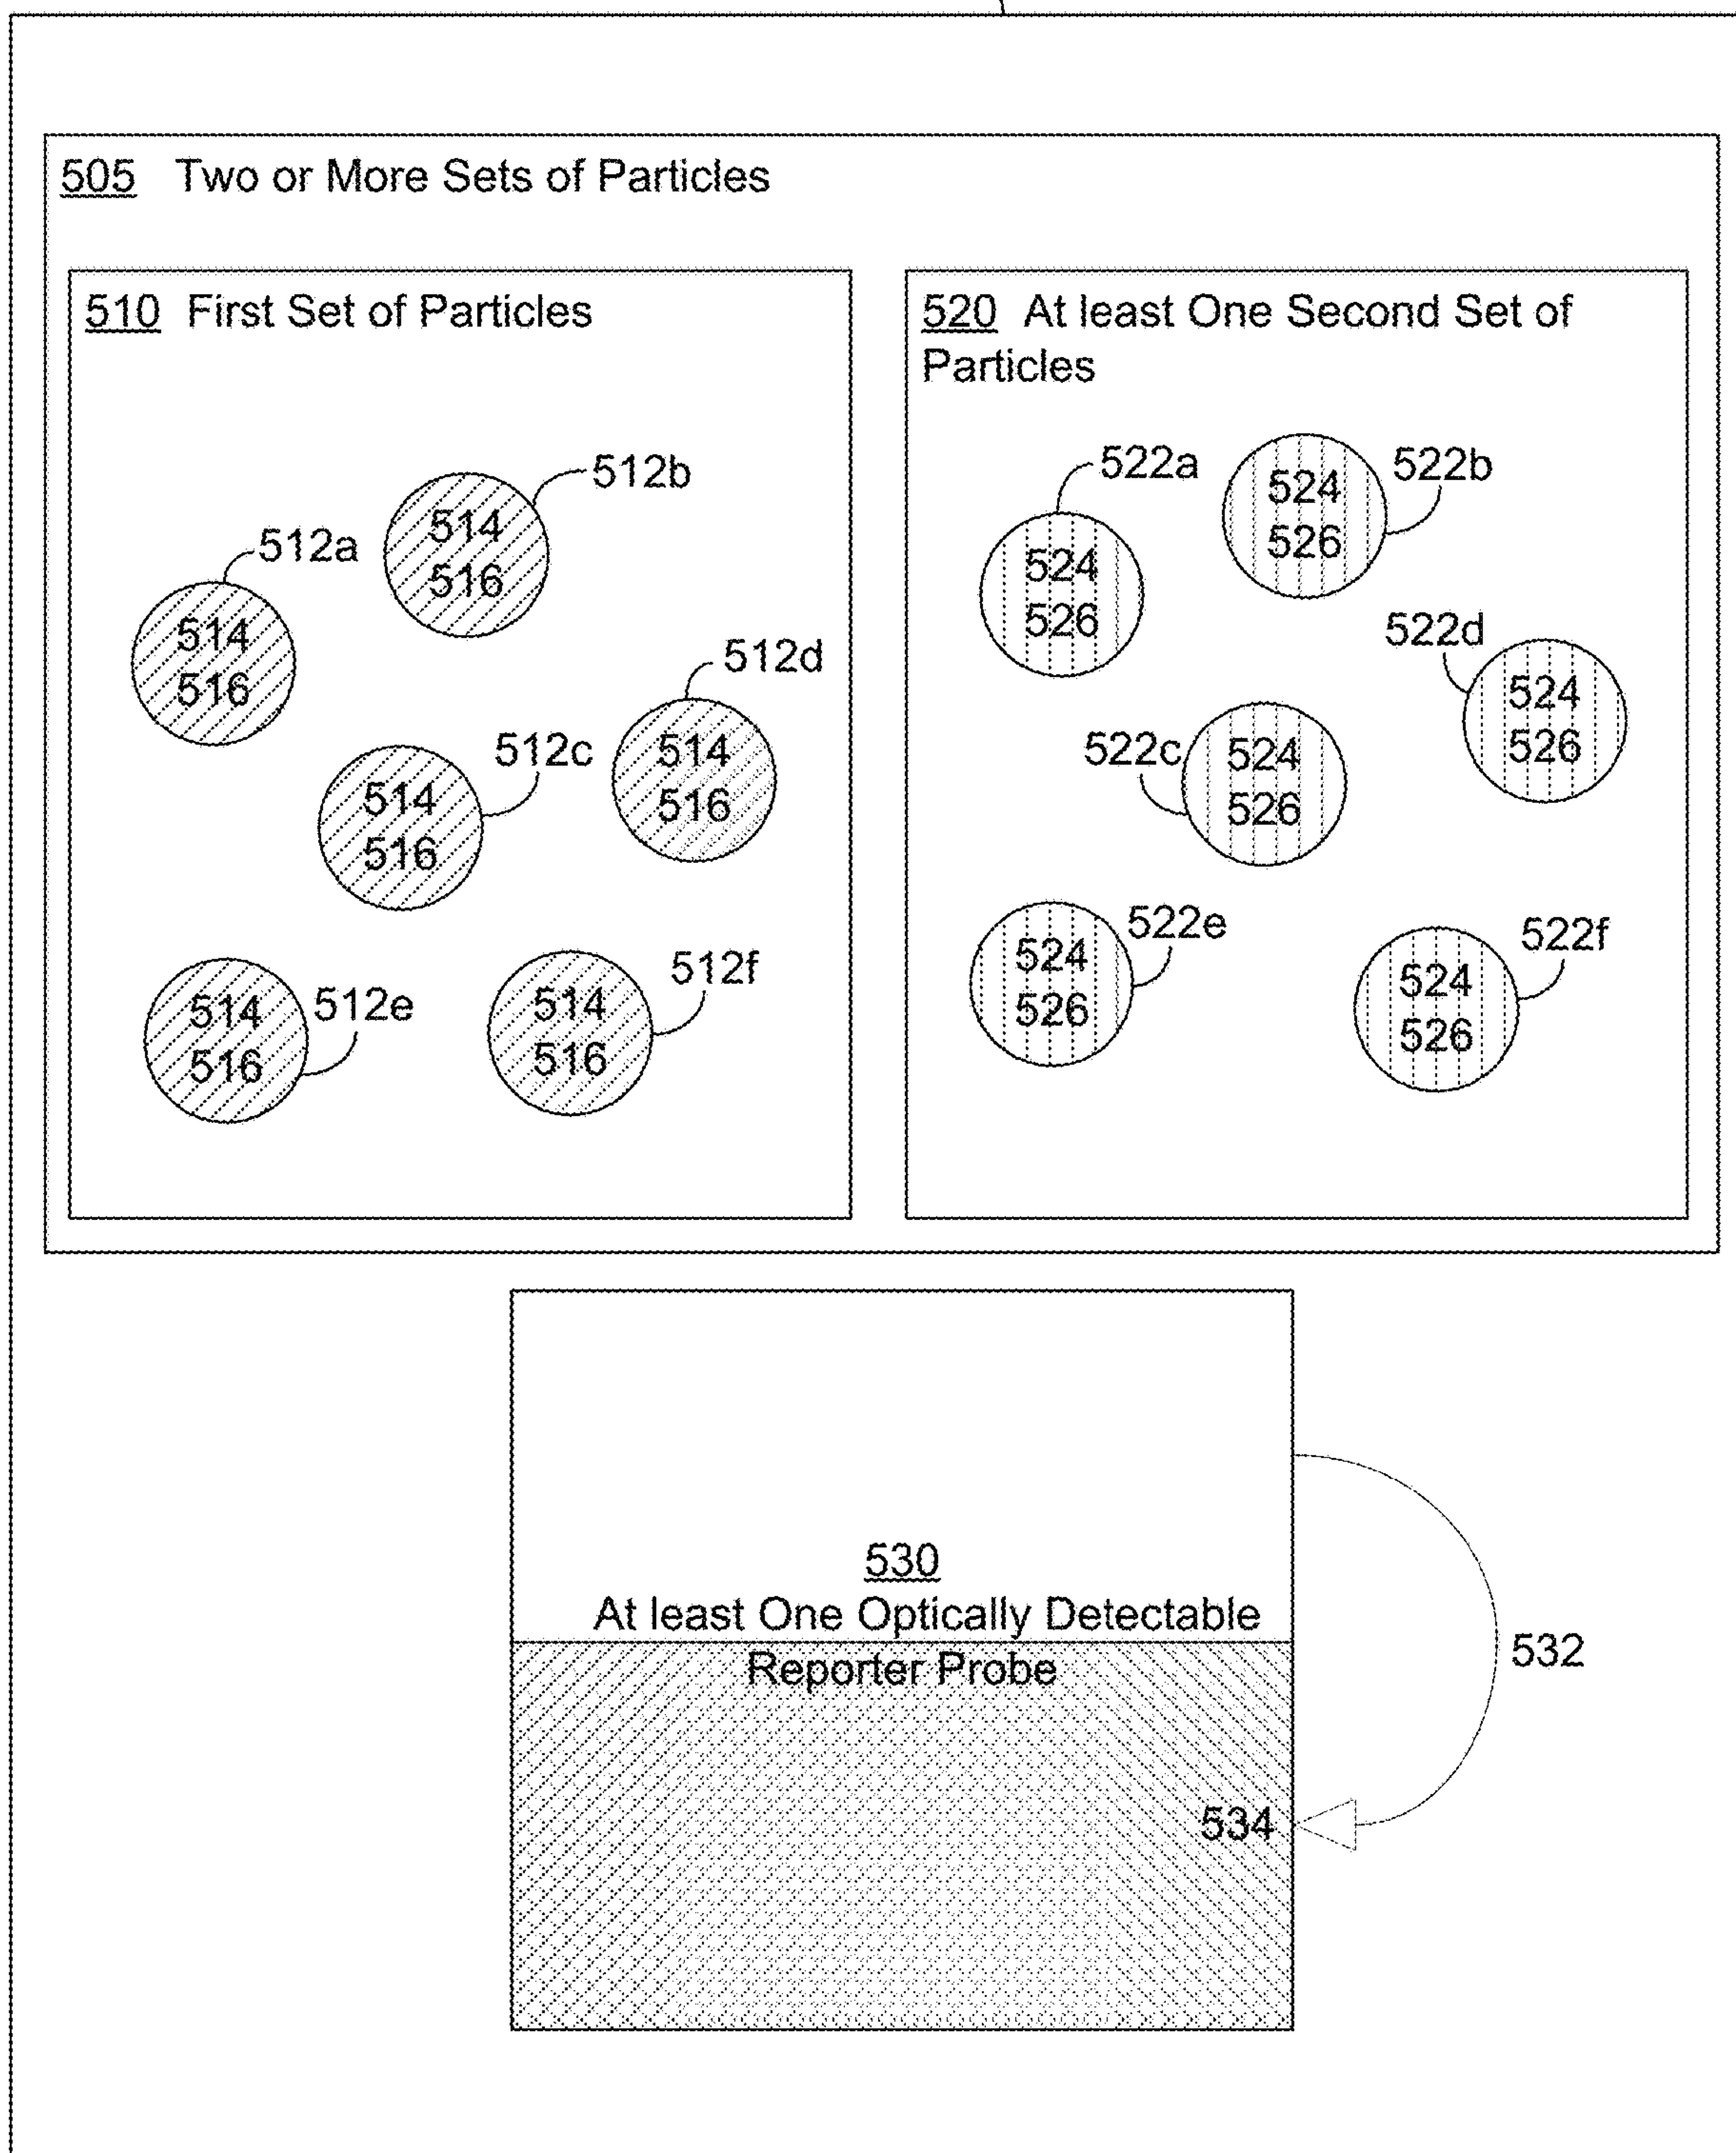 505 Two or More Sets of Particles
510 First Set of Particles
512a
514
516
512b
514
516
512c
514
516
512d
514
516
512e
514
516
512f
514
516
520 At least One Second Set of
Particles
522a
524
526
522b
524
526
522c
524
526
522d
524
526
522e
524
526
522f
524
526
530
At least One Optically Detectable
Reporter Probe
532
534